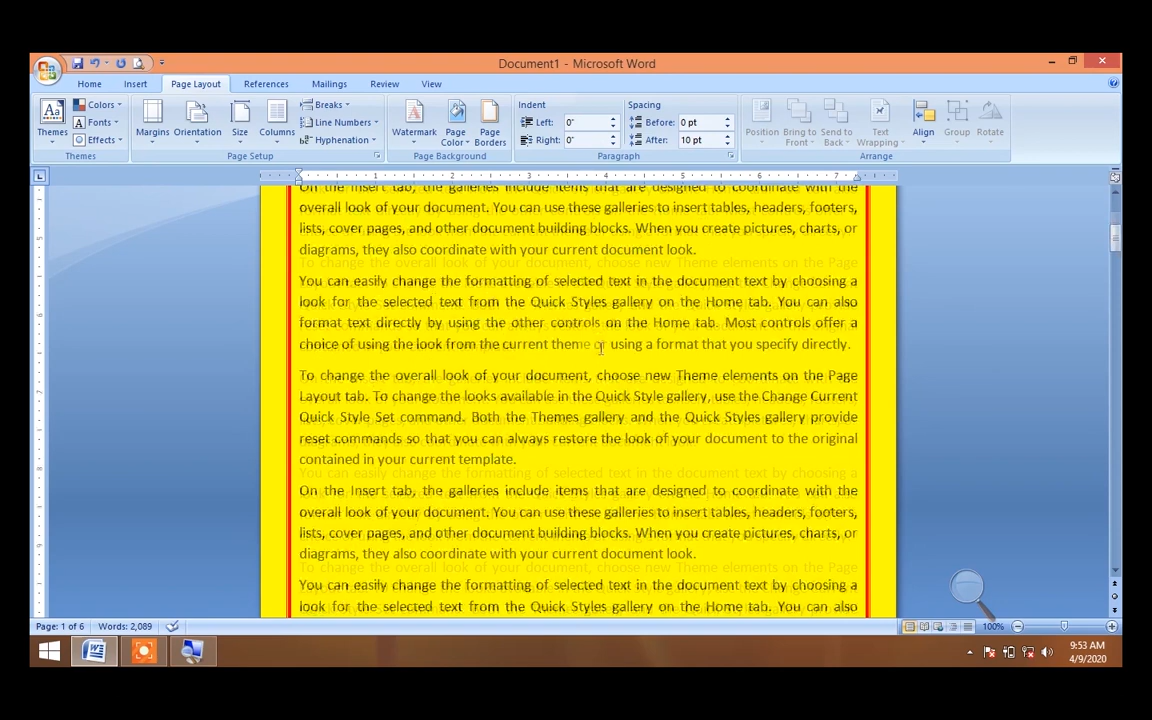 Document1 - Microsoft Word
Home Insert Page Layout References Mailings Review View
Themes
Colors
Fonts
Effects
Themes
Margins Orientation Size Columns
Breaks
Line Numbers
Hyphenation
Page Setup
Watermark Page Color Page Borders
Page Background
Indent
Left: 0"
Right: 0"
Spacing
Before: 0 pt
After: 10 pt
Paragraph
Position Bring to Front Send to Back Text Wrapping Align Group Rotate
Arrange
1 2 3 4 5 6 7
On the Insert tab, the galleries include items that are designed to coordinate with the
overall look of your document. You can use these galleries to insert tables, headers, footers,
lists, cover pages, and other document building blocks. When you create pictures, charts, or
diagrams, they also coordinate with your current document look.
You can easily change the formatting of selected text in the document text by choosing a
look for the selected text from the Quick Styles gallery on the Home tab. You can also
format text directly by using the other controls on the Home tab. Most controls offer a
choice of using the look from the current theme or using a format that you specify directly.
To change the overall look of your document, choose new Theme elements on the Page
Layout tab. To change the looks available in the Quick Style gallery, use the Change Current
Quick Style Set command. Both the Themes gallery and the Quick Styles gallery provide
reset commands so that you can always restore the look of your document to the original
contained in your current template.
On the Insert tab, the galleries include items that are designed to coordinate with the
overall look of your document. You can use these galleries to insert tables, headers, footers,
lists, cover pages, and other document building blocks. When you create pictures, charts, or
diagrams, they also coordinate with your current document look.
You can easily change the formatting of selected text in the document text by choosing a
look for the selected text from the Quick Styles gallery on the Home tab. You can also
Page: 1 of 6 Words: 2,089
100%
9:53 AM
4/9/2020